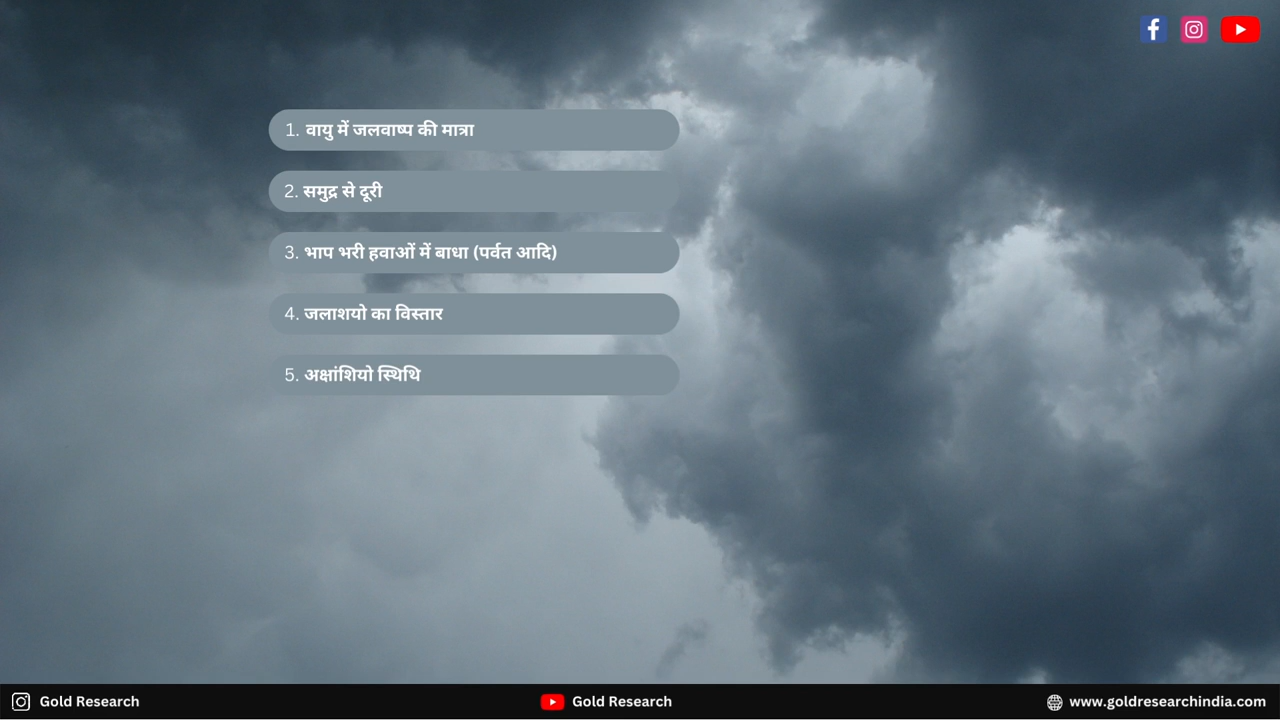 1. वायु में जलवाष्प की मात्रा
2. समुद्र से दूरी
3. भाप भरी हवाओं में बाधा (पर्वत आदि)
4. जलाशयो का विस्तार
5. अक्षांशियो स्थिथि
Gold Research
Gold Research
www.goldresearchindia.com